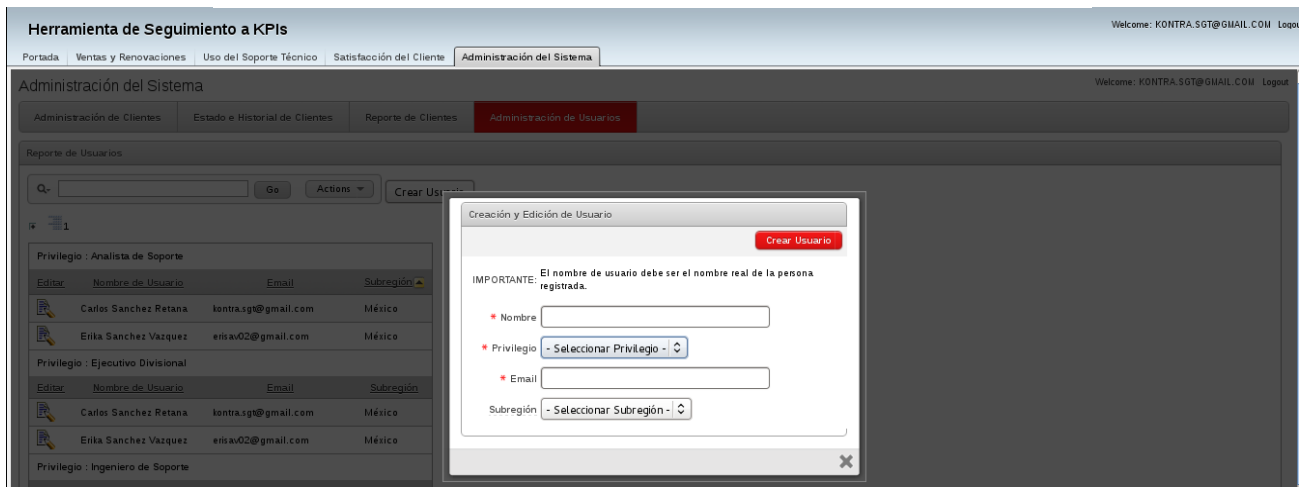 Herramienta de Seguimiento a KPIs
Welcome: KONTRA.SGT@GMAIL.COM Logou
Portada Ventas y Renovaciones Uso del Soporte Técnico Satisfacción del Cliente Administración del Sistema
Administración del Sistema
Welcome: KONTRA.SGT@GMAIL.COM Logout
Administración de Clientes Estado e Historial de Clientes Reporte de Clientes Administración de Usuarios
Reporte de Usuarios
Go Actions Crear Usuario
1
Privilegio : Analista de Soporte
Editar Nombre de Usuario Email Subregión
Carlos Sanchez Retana kontra.sgt@gmail.com México
Erika Sanchez Vazquez erisav02@gmail.com México
Privilegio : Ejecutivo Divisional
Editar Nombre de Usuario Email Subregión
Carlos Sanchez Retana kontra.sgt@gmail.com México
Erika Sanchez Vazquez erisav02@gmail.com México
Privilegio : Ingeniero de Soporte
Creación y Edición de Usuario
Crear Usuario
IMPORTANTE: El nombre de usuario debe ser el nombre real de la persona
registrada.
* Nombre
* Privilegio - Seleccionar Privilegio -
* Email
Subregión - Seleccionar Subregión -